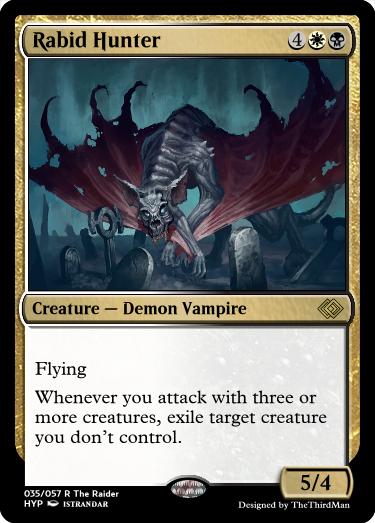 Rabid Hunter 4
Creature — Demon Vampire
Flying
Whenever you attack with three or
more creatures, exile target creature
you don't control.
5/4
035/057 R The Raider
HYP ISTRANDAR Designed by TheThirdMan